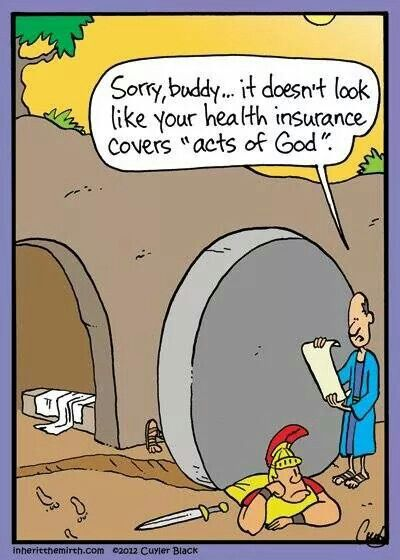 Sorry, buddy... it doesn't look
like your health insurance
covers "acts of God".
inheritthemirth.com ©2012 Cuyler Black